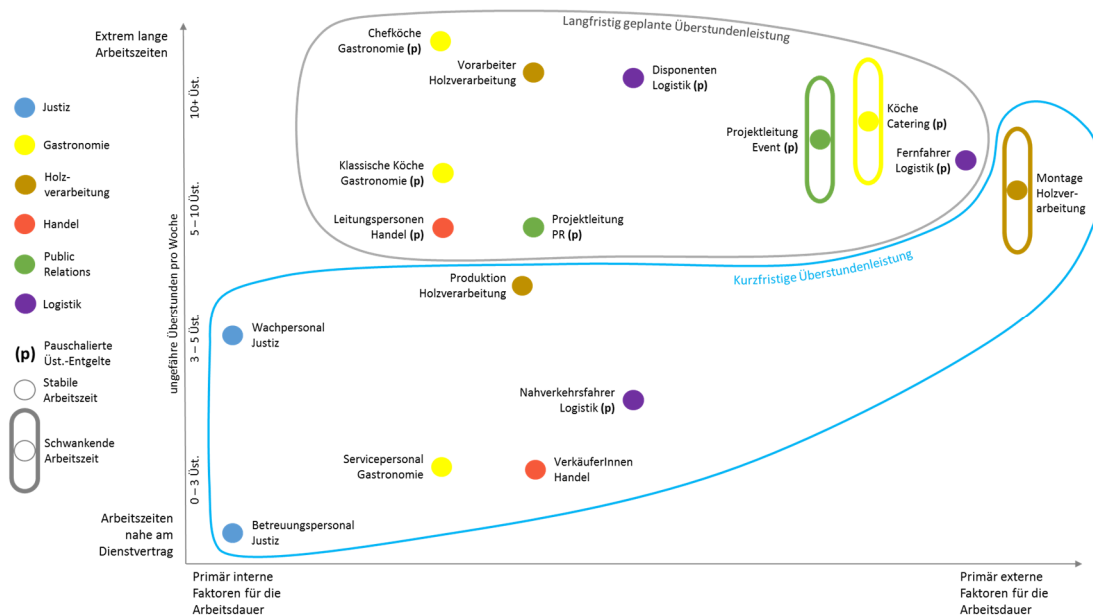 Extrem lange
Arbeitszeiten
Justiz
Gastronomie
Holz-
verarbeitung
Handel
Public
Relations
Logistik
(p)
Pauschalierte
Üst.-Entgelte
Stabile
Arbeitszeit
Schwankende
Arbeitszeit
Arbeitszeiten
nahe am
Dienstvertrag
ungefähre Überstunden pro Woche
10+ Üst.
5 – 10 Üst.
3 – 5 Üst.
0 – 3 Üst.
Langfristig geplante Überstundenleistung
Chefköche
Gastronomie (p)
Vorarbeiter
Holzverarbeitung
Disponenten
Logistik (p)
Projektleitung
Event (p)
Köche
Catering (p)
Fernfahrer
Logistik (p)
Montage
Holzver-
arbeitung
Klassische Köche
Gastronomie (p)
Leitungspersonen
Handel (p)
Projektleitung
PR (p)
Kurzfristige Überstundenleistung
Produktion
Holzverarbeitung
Wachpersonal
Justiz
Nahverkehrsfahrer
Logistik (p)
Servicepersonal
Gastronomie
VerkäuferInnen
Handel
Betreuungspersonal
Justiz
Primär interne
Faktoren für die
Arbeitsdauer
Primär externe
Faktoren für die
Arbeitsdauer